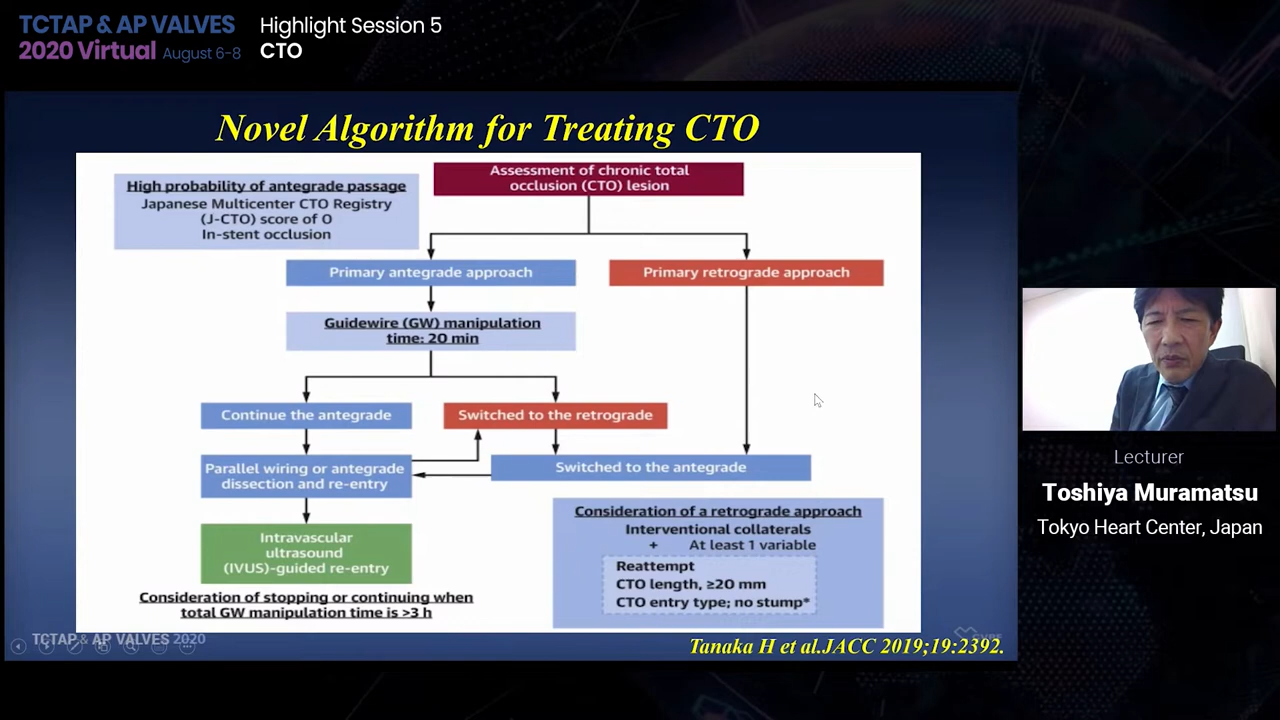 TCTAP & AP VALVES
2020 Virtual August 6-8
Highlight Session 5
CTO
Novel Algorithm for Treating CTO
High probability of antegrade passage
Japanese Multicenter CTO Registry
(J-CTO) score of 0
In-stent occlusion
Assessment of chronic total
occlusion (CTO) lesion
Primary antegrade approach
Primary retrograde approach
Guidewire (GW) manipulation
time: 20 min
Continue the antegrade
Switched to the retrograde
Parallel wiring or antegrade
dissection and re-entry
Switched to the antegrade
Intravascular
ultrasound
(IVUS)-guided re-entry
Consideration of stopping or continuing when
total GW manipulation time is >3 h
Consideration of a retrograde approach
Interventional collaterals
+ At least 1 variable
Reattempt
CTO length, ≥20 mm
CTO entry type; no stump*
TCTAP & AP VALVES 2020
Tanaka H et al.JACC 2019;19:2392.
Lecturer
Toshiya Muramatsu
Tokyo Heart Center, Japan